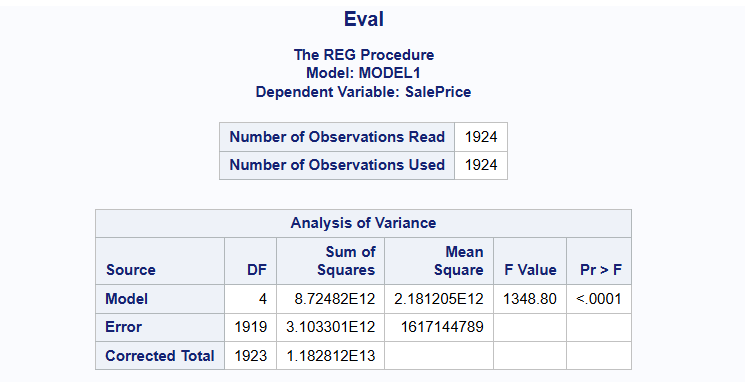 Eval
The REG Procedure
Model: MODEL1
Dependent Variable: SalePrice
Number of Observations Read 1924
Number of Observations Used 1924
Analysis of Variance
Source DF Sum of Squares Mean Square F Value Pr > F
Model 4 8.72482E12 2.181205E12 1348.80 <.0001
Error 1919 3.103301E12 1617144789
Corrected Total 1923 1.182812E13